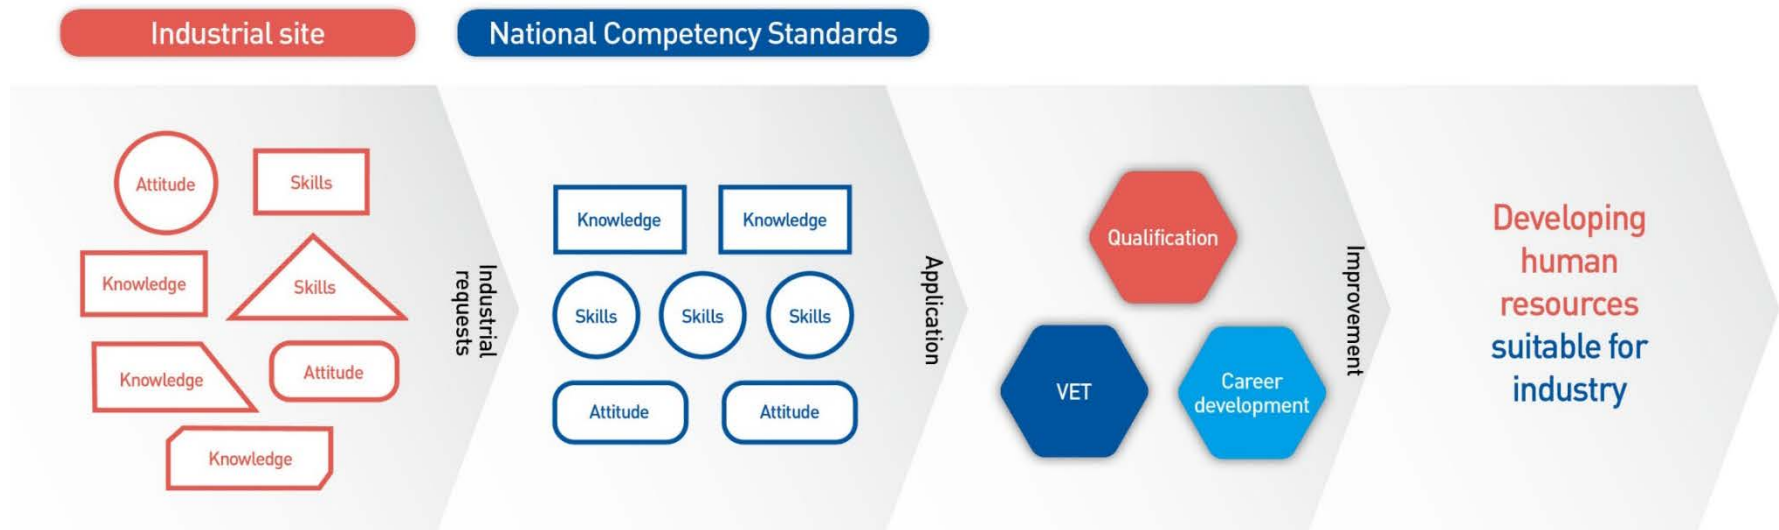 Industrial site
National Competency Standards
Attitude
Skills
Knowledge
Skills
Knowledge
Attitude
Knowledge
Industrial
requests
Knowledge
Knowledge
Skills
Skills
Skills
Attitude
Attitude
Application
Qualification
VET
Career
development
Improvement
Developing
human
resources
suitable for
industry